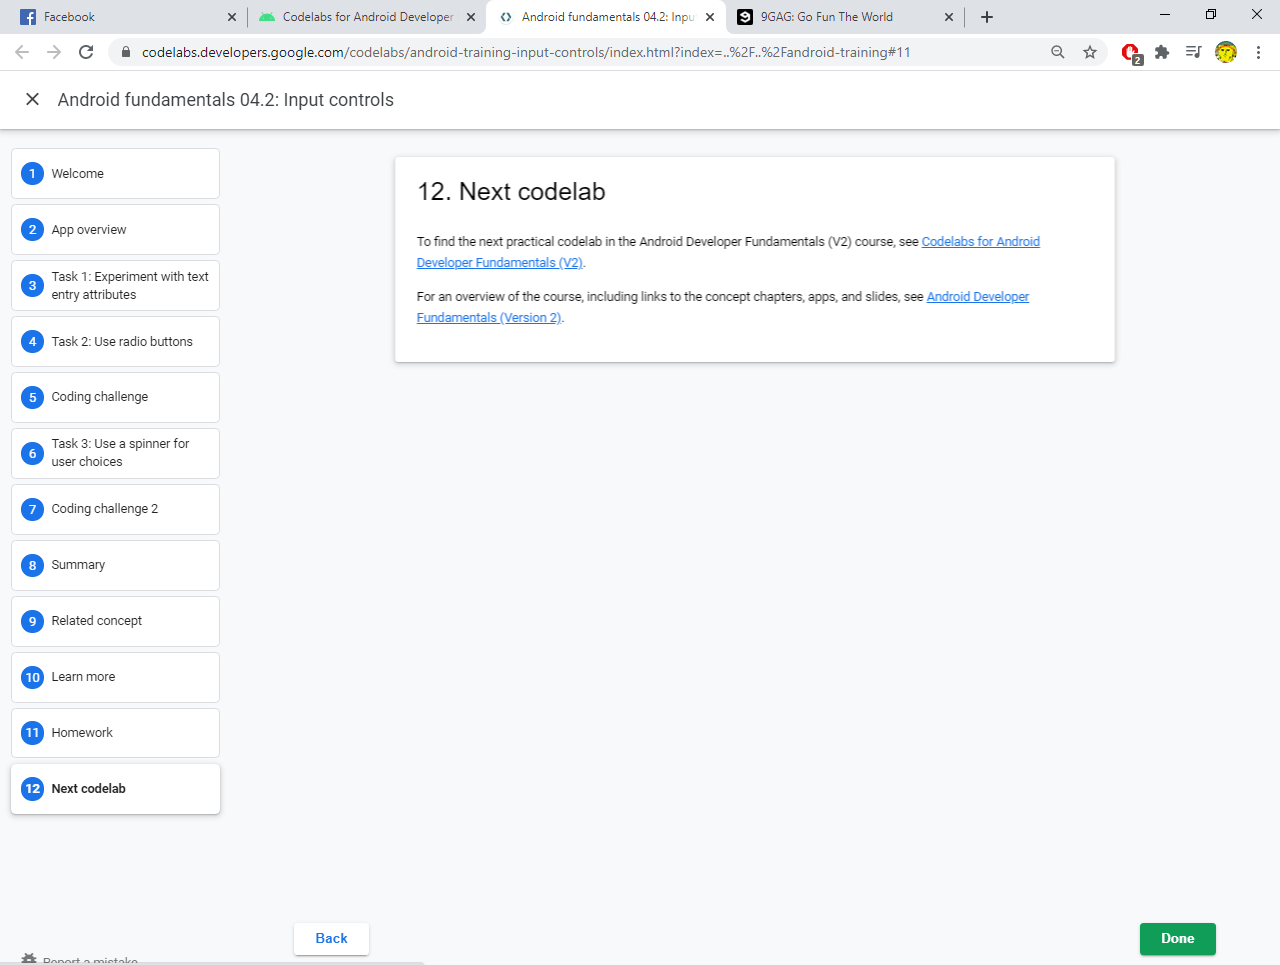 Facebook
Codelabs for Android Developer
Android fundamentals 04.2: Inpu
9GAG: Go Fun The World
codelabs.developers.google.com/codelabs/android-training-input-controls/index.html?index=..%2F..%2Fandroid-training#11
2
Android fundamentals 04.2: Input controls
1 Welcome
2 App overview
3 Task 1: Experiment with text
entry attributes
4 Task 2: Use radio buttons
5 Coding challenge
6 Task 3: Use a spinner for
user choices
7 Coding challenge 2
8 Summary
9 Related concept
10 Learn more
11 Homework
12 Next codelab
12. Next codelab
To find the next practical codelab in the Android Developer Fundamentals (V2) course, see Codelabs for Android
Developer Fundamentals (V2).
For an overview of the course, including links to the concept chapters, apps, and slides, see Android Developer
Fundamentals (Version 2).
Back
Done
Report a mistake